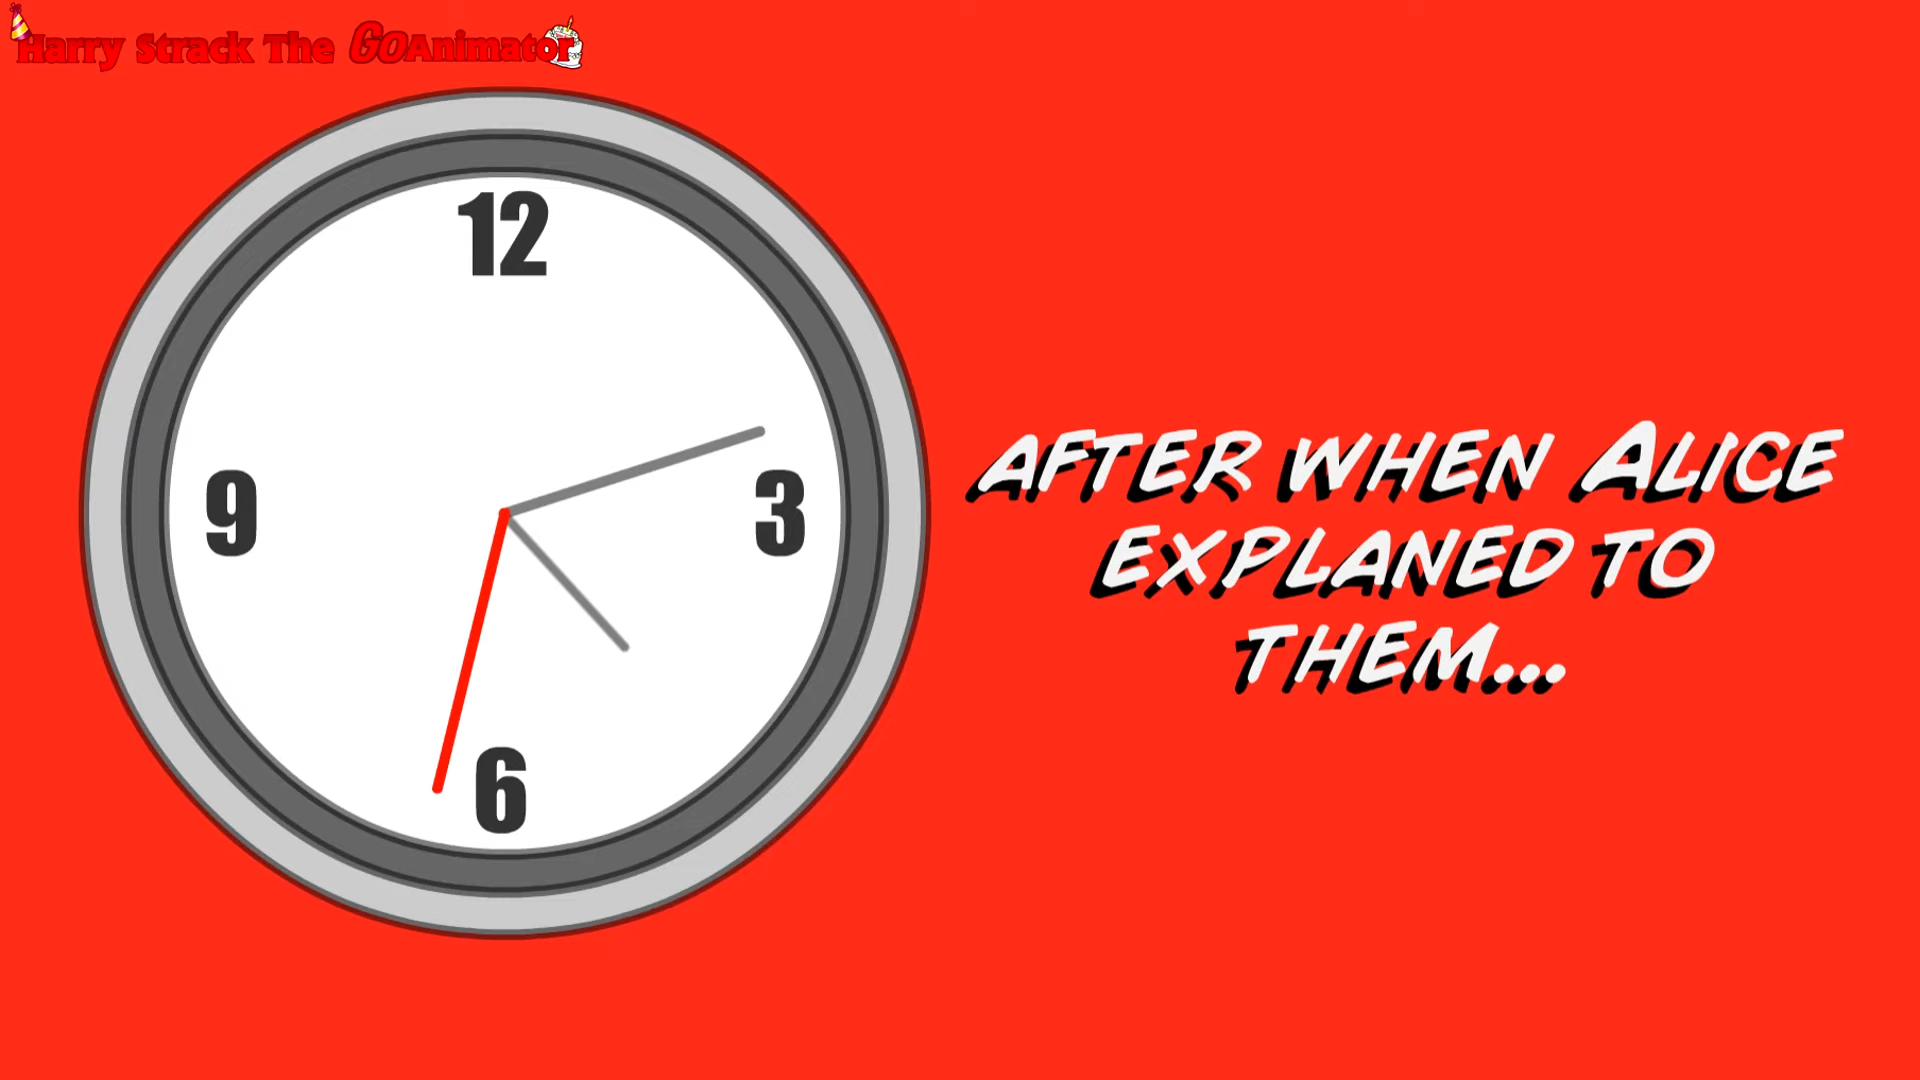 Harry Strack The GOAnimator
12
9
3
6
AFTER WHEN ALICE
EXPLANED TO
THEM...